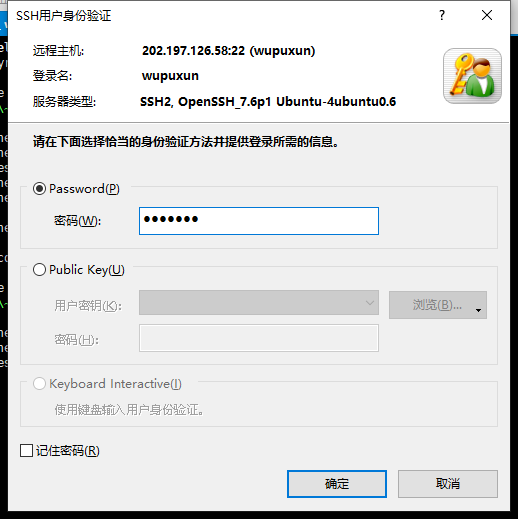 SSH用户身份验证
远程主机: 202.197.126.58:22 (wupuxun)
登录名: wupuxun
服务器类型: SSH2, OpenSSH_7.6p1 Ubuntu-4ubuntu0.6
请在下面选择恰当的身份验证方法并提供登录所需的信息。
Password(P)
密码(W): ●●●●●●●
Public Key(U)
用户密钥(K):
浏览(B)...
密码(H):
Keyboard Interactive(I)
使用键盘输入用户身份验证。
记住密码(R)
确定 取消